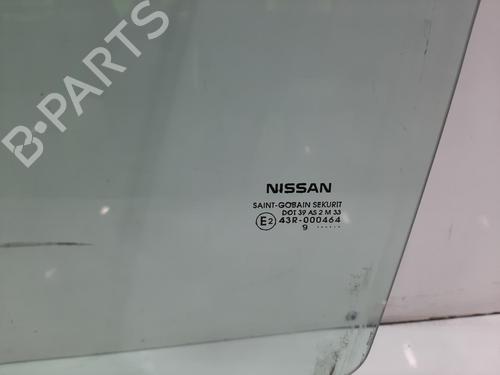 B-PARTS
NISSAN
SAINT-GOBAIN SEKURIT
DOT 39 AS 2 M 33
E2 43R-000464
9